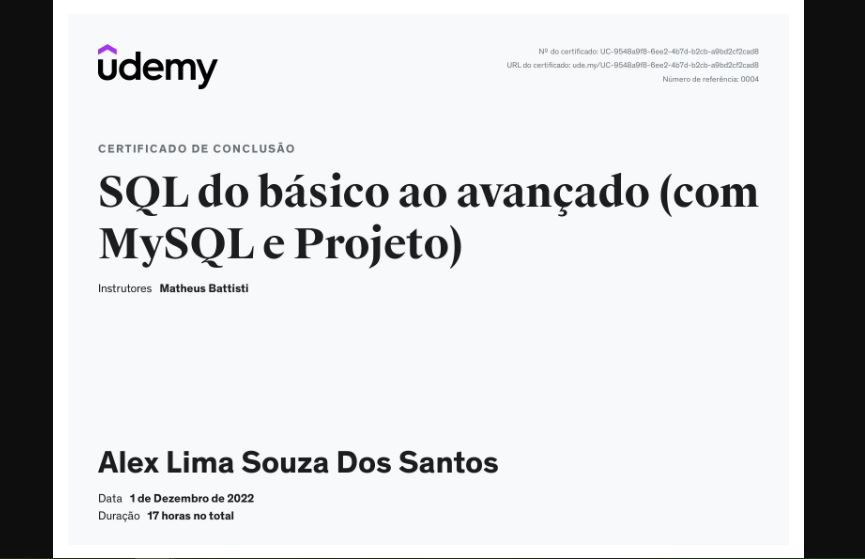 udemy
Nº do certificado: UC-9548a9f8-6ee2-4b7d-b2cb-a9bd2cf2cad8
URL do certificado: ude.my/UC-9548a9f8-6ee2-4b7d-b2cb-a9bd2cf2cad8
Número de referência: 0004
CERTIFICADO DE CONCLUSÃO
SQL do básico ao avançado (com
MySQL e Projeto)
Instrutores Matheus Battisti
Alex Lima Souza Dos Santos
Data 1 de Dezembro de 2022
Duração 17 horas no total